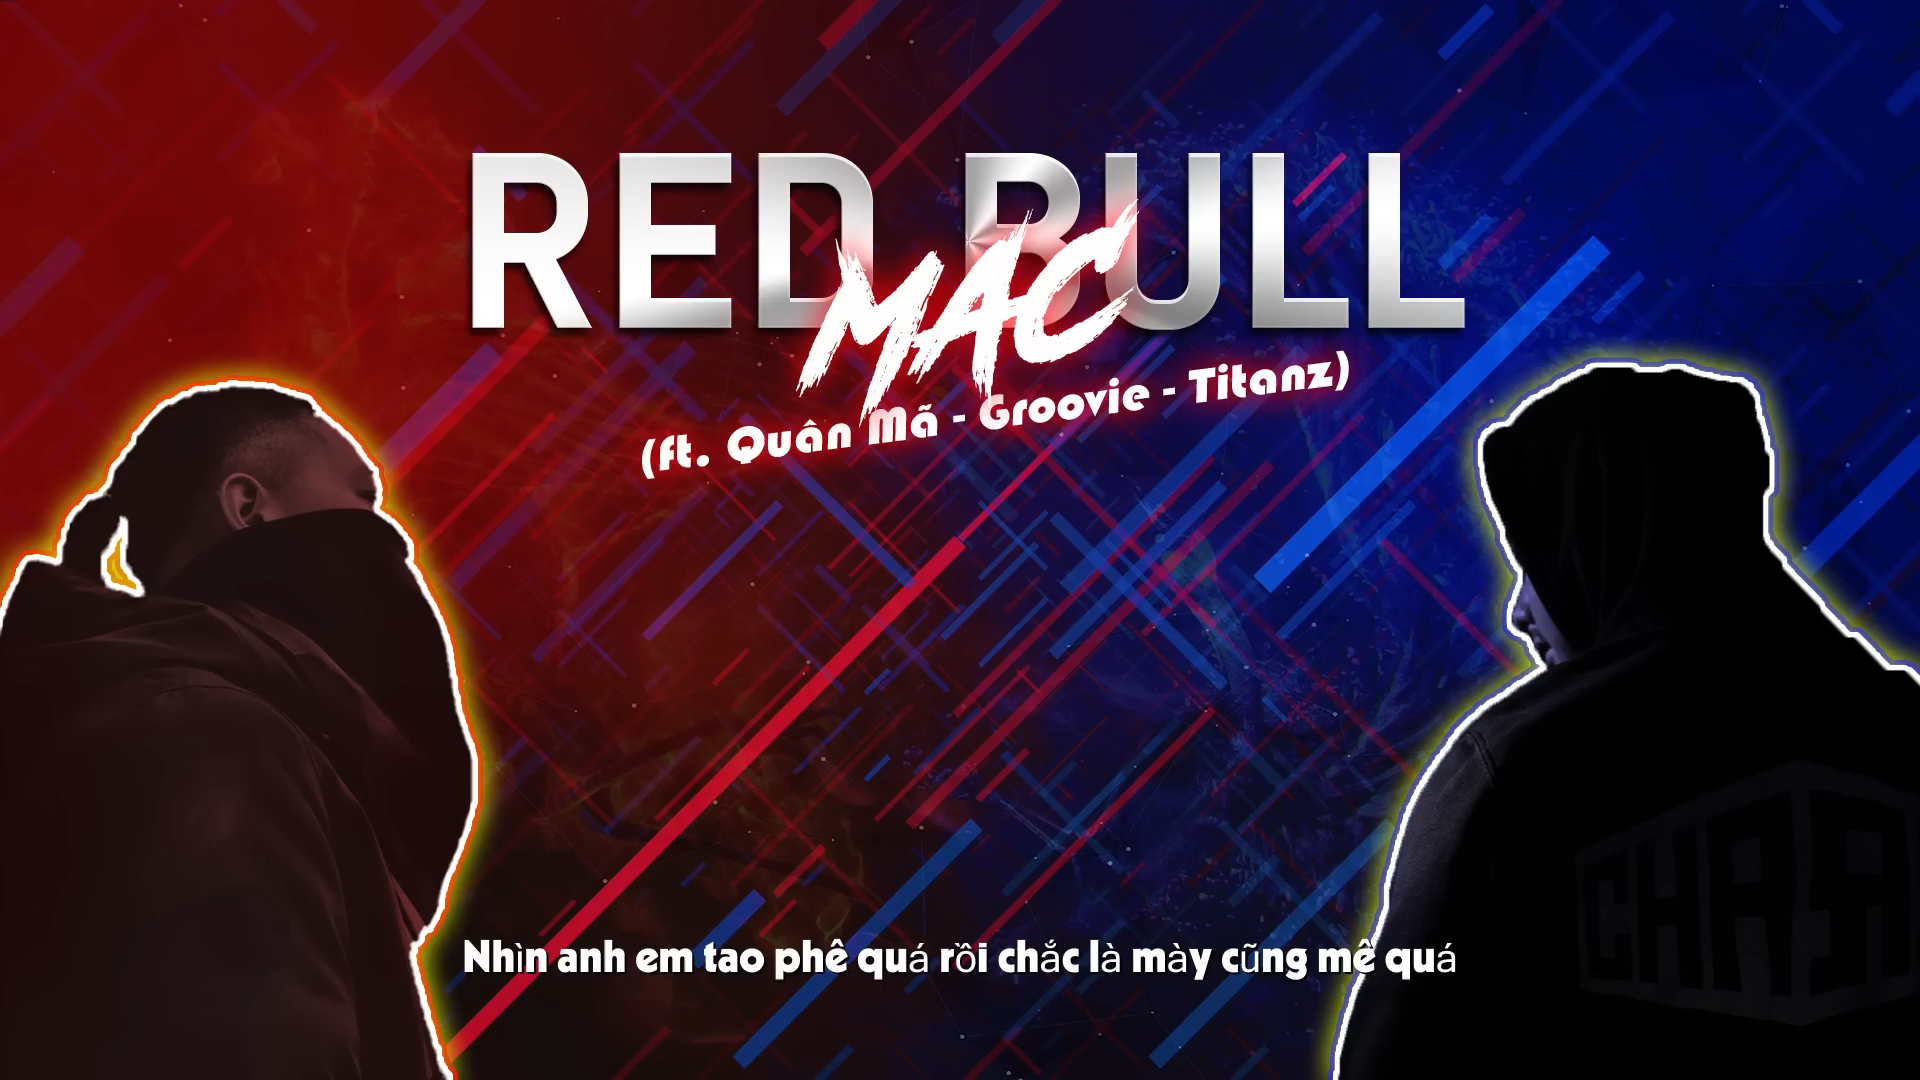 RED BULL
MAC
(ft. Quân Mã - Groovie - Titanz)
Nhìn anh em tao phê quá rồi chắc là mày cũng mê quá